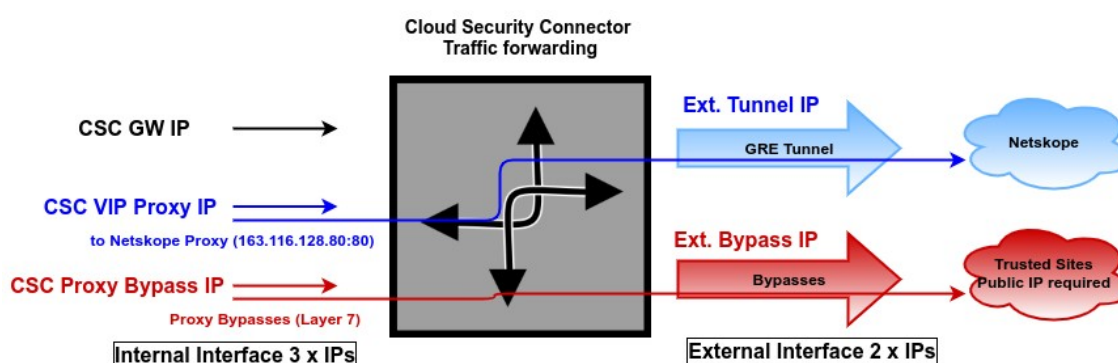 Cloud Security Connector
Traffic forwarding
CSC GW IP
CSC VIP Proxy IP
to Netskope Proxy (163.116.128.80:80)
CSC Proxy Bypass IP
Proxy Bypasses (Layer 7)
Internal Interface 3 x IPs
Ext. Tunnel IP
GRE Tunnel
Netskope
Ext. Bypass IP
Bypasses
Trusted Sites
Public IP required
External Interface 2 x IPs